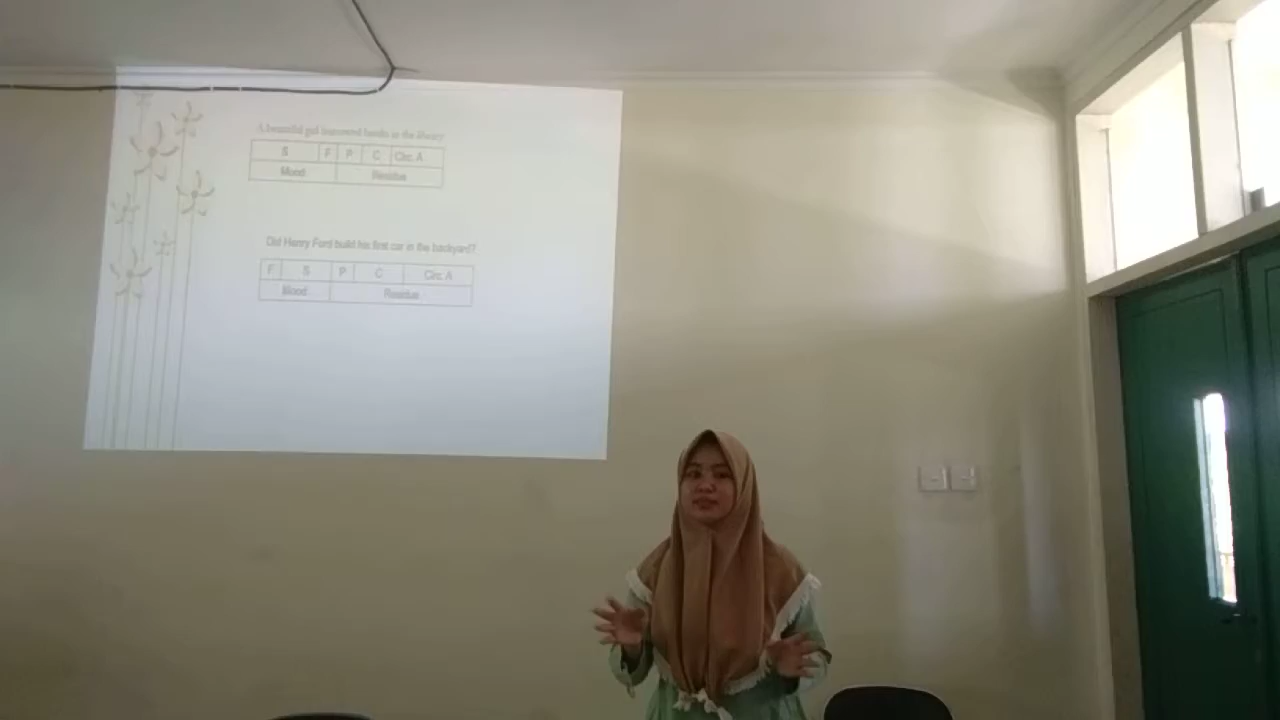 A beautiful girl borrowed books in the library
S F P C Circ. A
Mood Residue
Did Henry Ford build his first car in the backyard?
F S P C Circ. A
Mood Residue